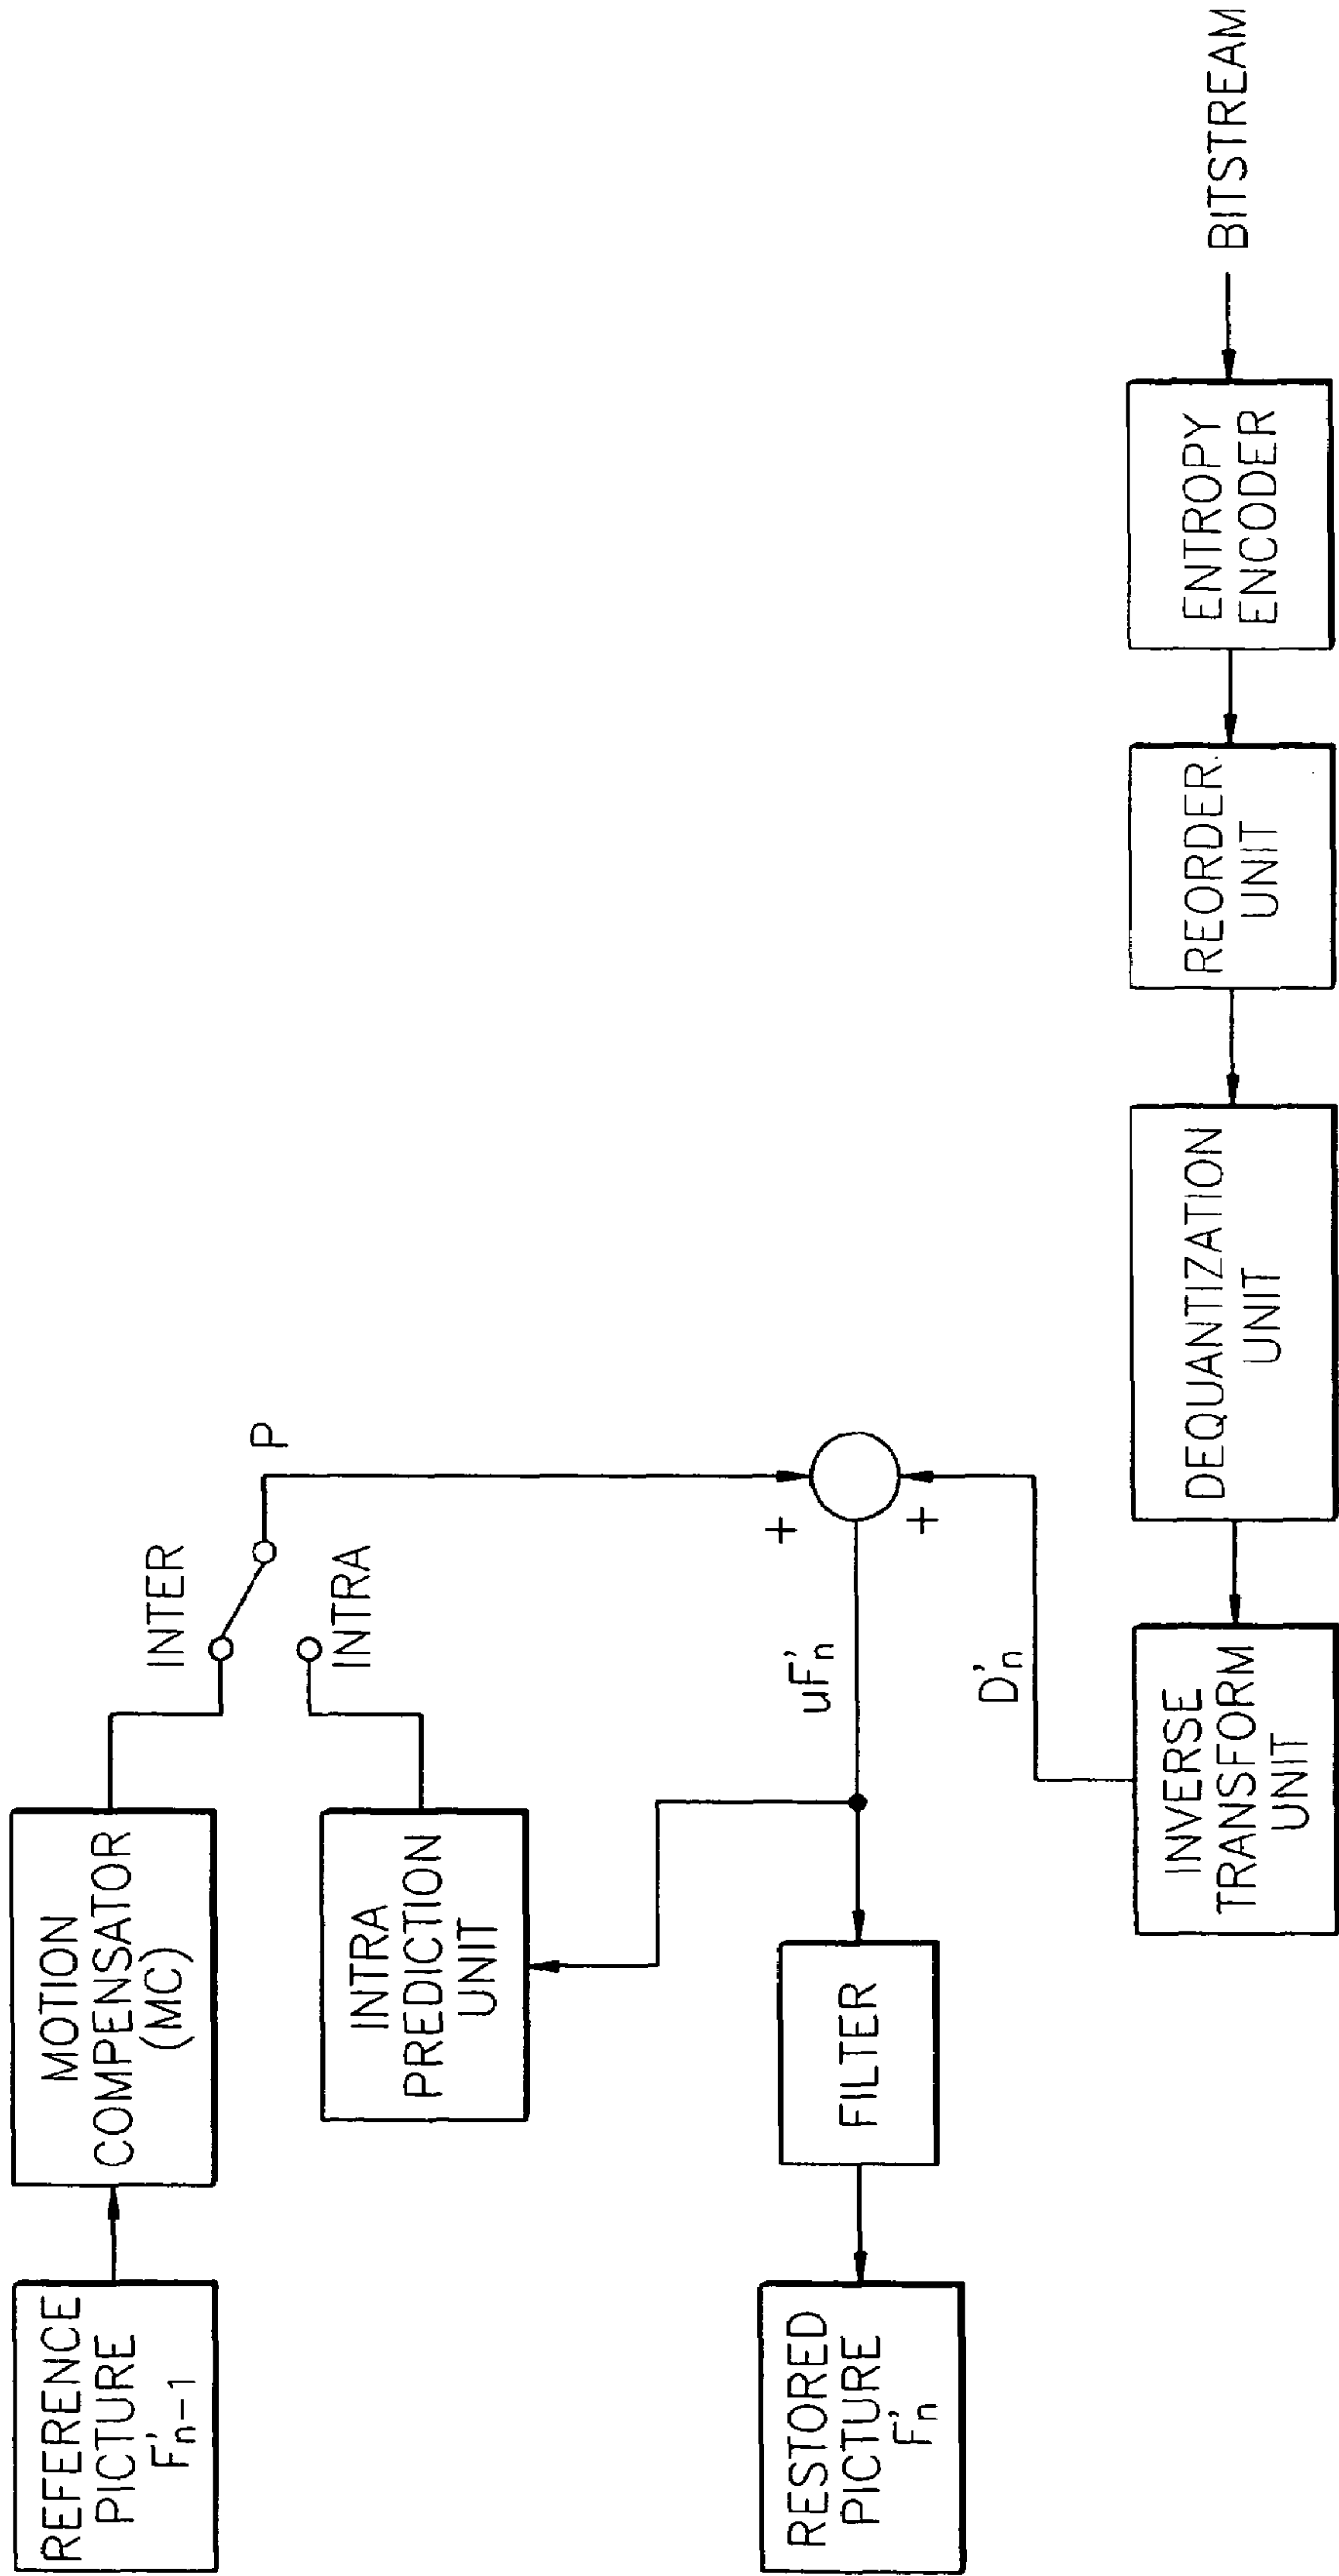 REFERENCE
PICTURE
F'n-1
MOTION
COMPENSATOR
(MC)
INTER
P
INTRA
INTRA
PREDICTION
UNIT
RESTORED
PICTURE
F'n
FILTER
uF'n
+
+
D'n
INVERSE
TRANSFORM
UNIT
DEQUANTIZATION
UNIT
REORDER
UNIT
ENTROPY
ENCODER
BITSTREAM